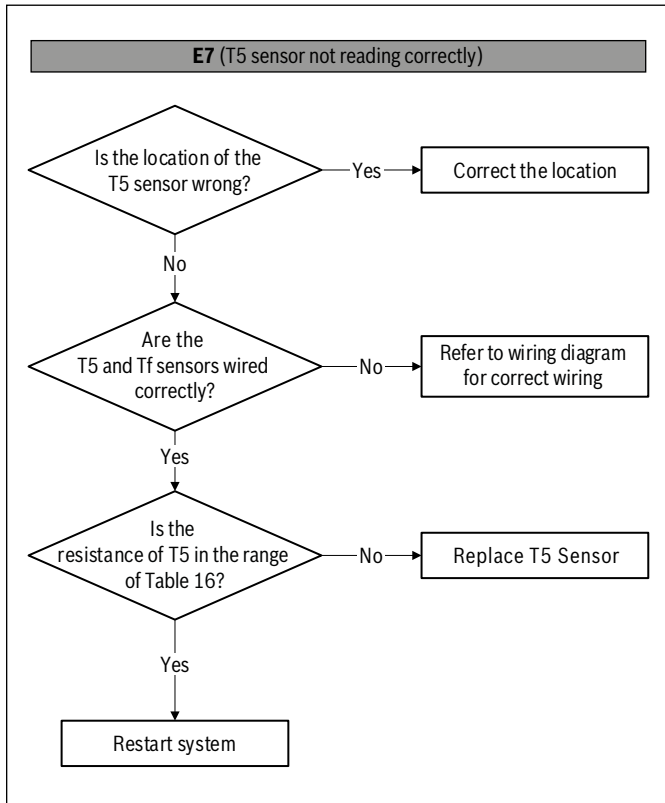 E7 (T5 sensor not reading correctly)
Is the location of the
T5 sensor wrong?
Yes
Correct the location
No
Are the
T5 and Tf sensors wired
correctly?
No
Refer to wiring diagram
for correct wiring
Yes
Is the
resistance of T5 in the range
of Table 16?
No
Replace T5 Sensor
Yes
Restart system